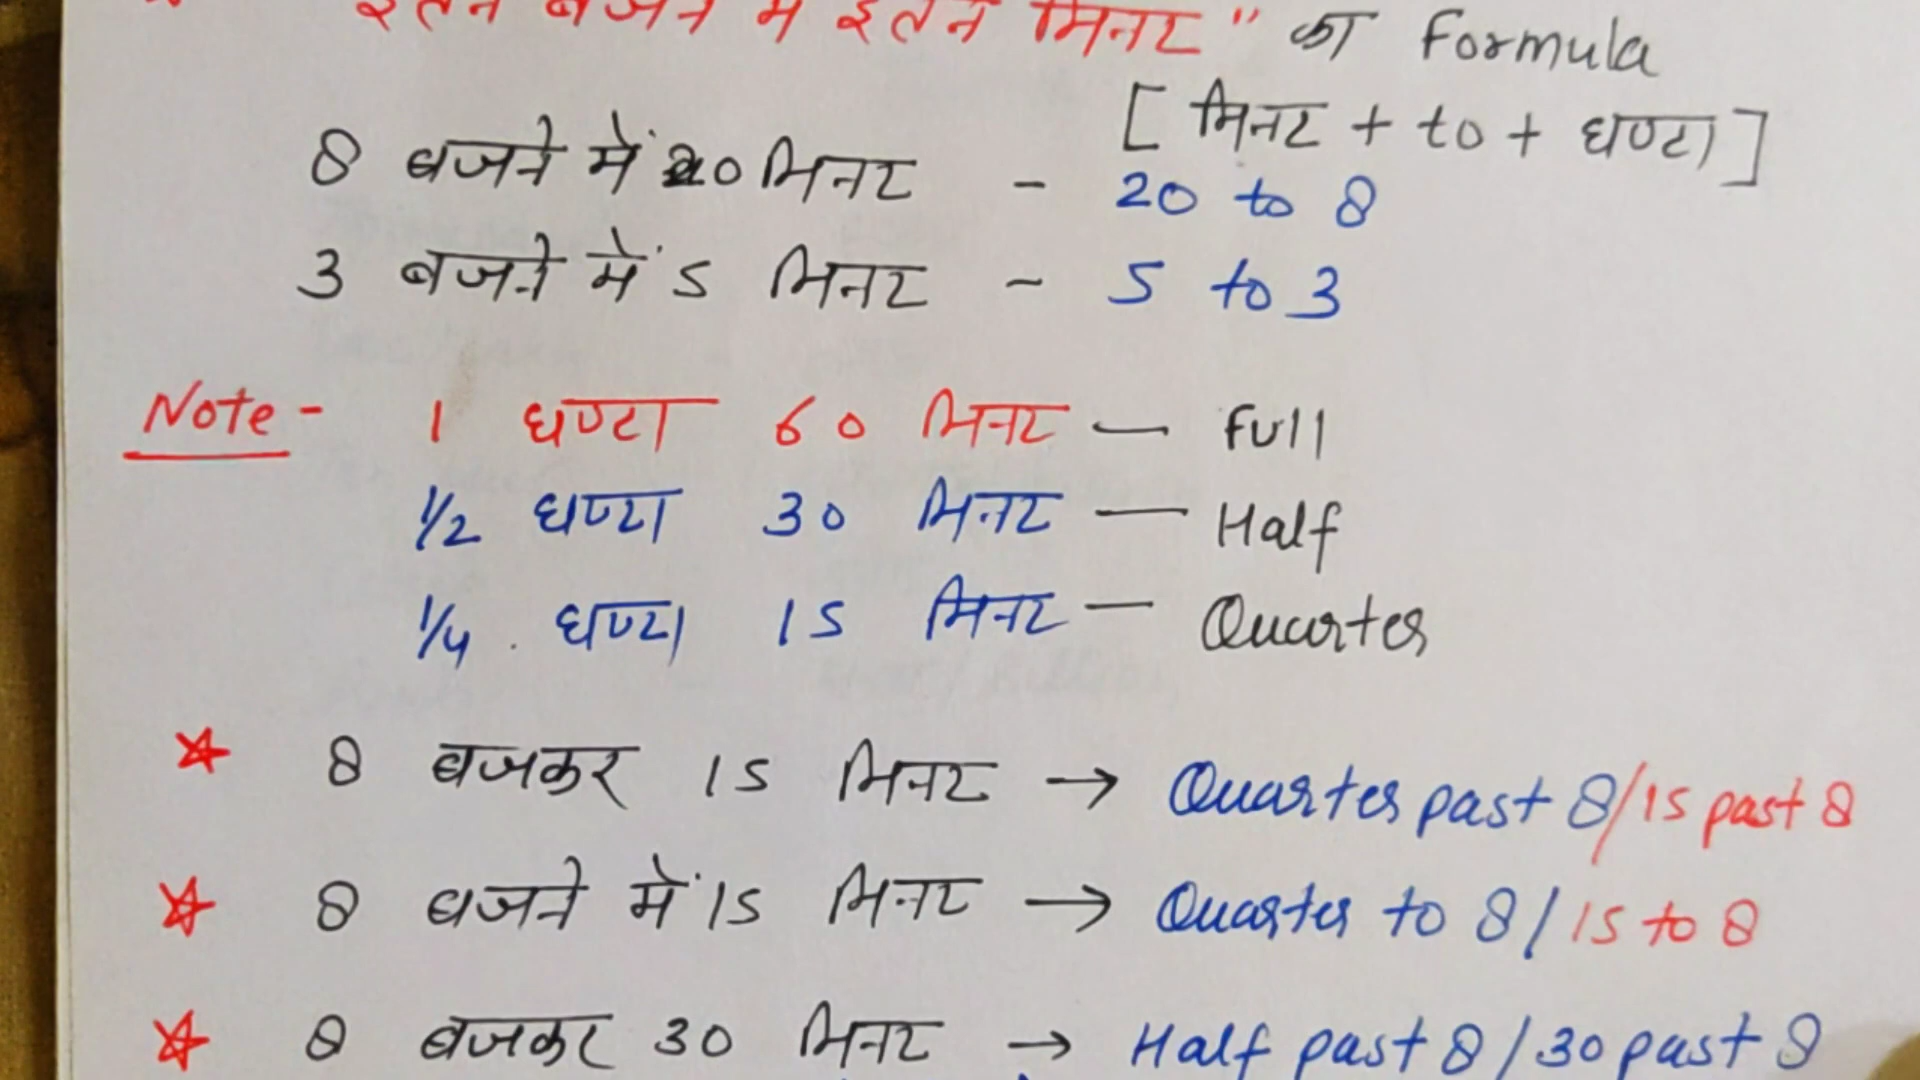 इतने बजने में इतने मिनट" का Formula
[ मिनट + to + घण्टा ]
8 बजने में 20 मिनट - 20 to 8
3 बजने में 5 मिनट - 5 to 3
Note - 1 घण्टा 60 मिनट — Full
1/2 घण्टा 30 मिनट — Half
1/4 घण्टा 15 मिनट — Quarter
☆ 8 बजकर 15 मिनट → Quarter past 8/15 past 8
☆ 8 बजने में 15 मिनट → Quarter to 8/15 to 8
☆ 8 बजकर 30 मिनट → Half past 8/30 past 8